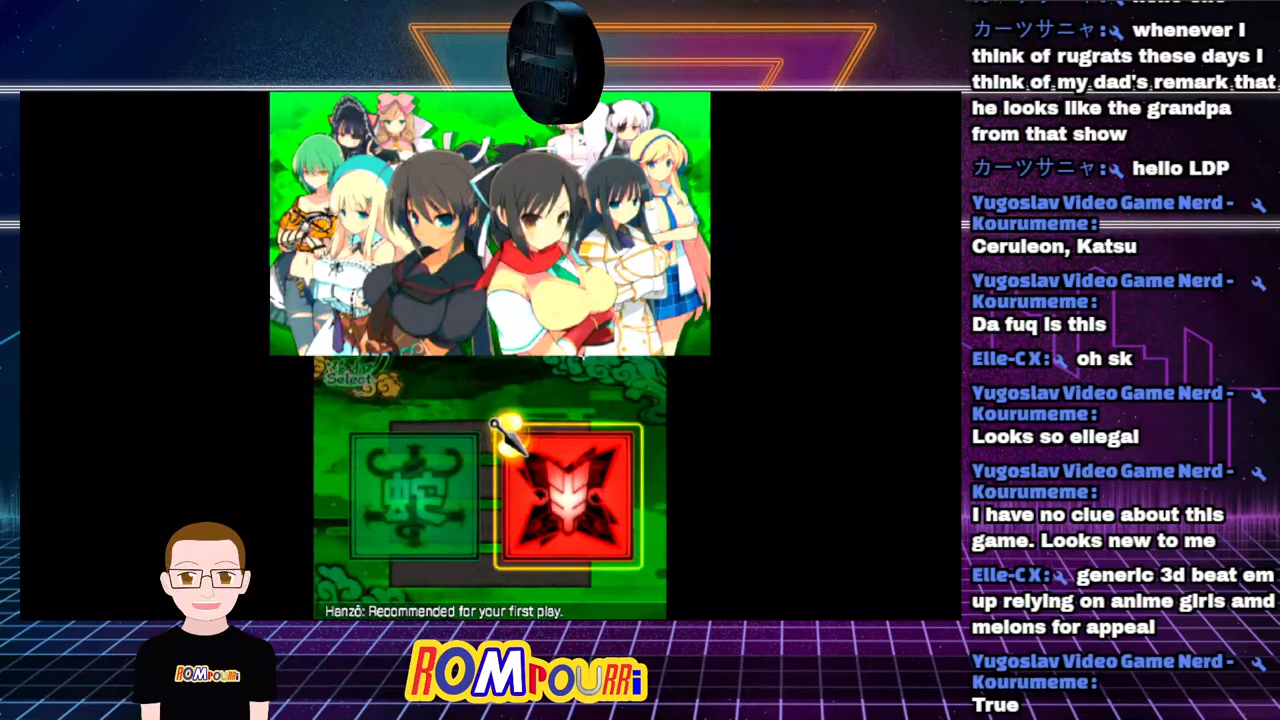 カーツサニャ: whenever I
think of rugrats these days I
think of my dad's remark that
he looks like the grandpa
from that show
カーツサニャ: hello LDP
Yugoslav Video Game Nerd -
Kourumeme:
Ceruleon, Katsu
Yugoslav Video Game Nerd -
Kourumeme:
Da fuq is this
Elle-C X: oh sk
Yugoslav Video Game Nerd -
Kourumeme:
Looks so ellegal
Yugoslav Video Game Nerd -
Kourumeme:
I have no clue about this
game. Looks new to me
Elle-C X: generic 3d beat em
up relying on anime girls amd
melons for appeal
Yugoslav Video Game Nerd -
Kourumeme:
True
Select
蛇
Hanzō: Recommended for your first play.
ROMPOURRi
ROMPOURRi